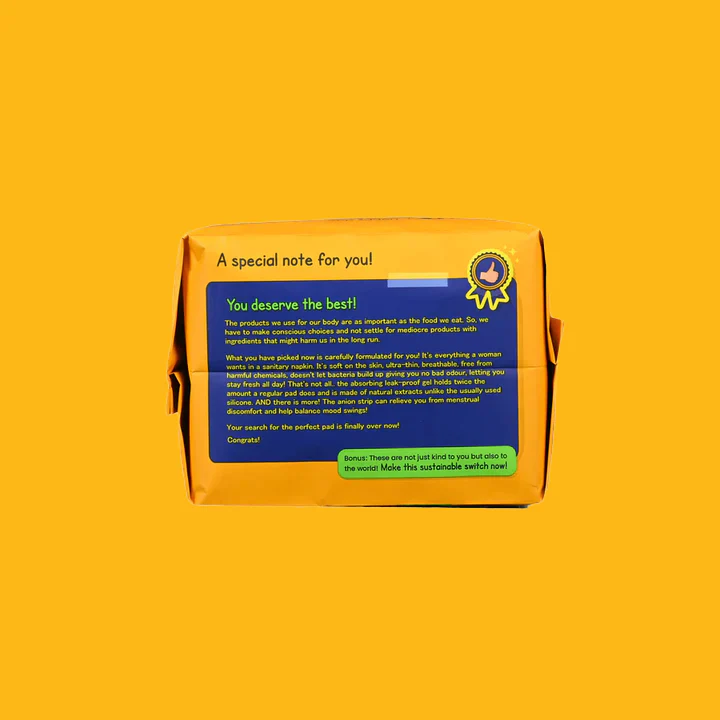 A special note for you!
You deserve the best!
The products we use for our body are as important as the food we eat. So, we
have to make conscious choices and not settle for mediocre products with
ingredients that might harm us in the long run.
What you have picked now is carefully formulated for you! It's everything a woman
wants in a sanitary napkin. It's soft on the skin, ultra-thin, breathable, free from
harmful chemicals, doesn't let bacteria build up giving you no bad odour, letting you
stay fresh all day! That's not all.. the absorbing leak-proof gel holds twice the
amount a regular pad does and is made of natural extracts unlike the usually used
silicone. AND there is more! The anion strip can relieve you from menstrual
discomfort and help balance mood swings!
Your search for the perfect pad is finally over now!
Congrats!
Bonus: These are not just kind to you but also to
the world! Make this sustainable switch now!